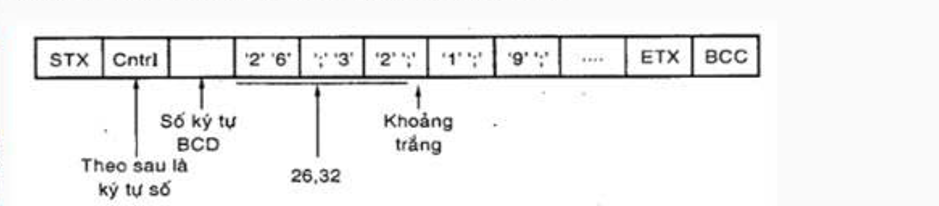 STX Cntrl '2' '6' ';' '3' '2' ';' '1' ';' '9' ';' .... ETX BCC
Số ký tự
BCD
Khoảng
trắng
Theo sau là
ký tự số
26,32